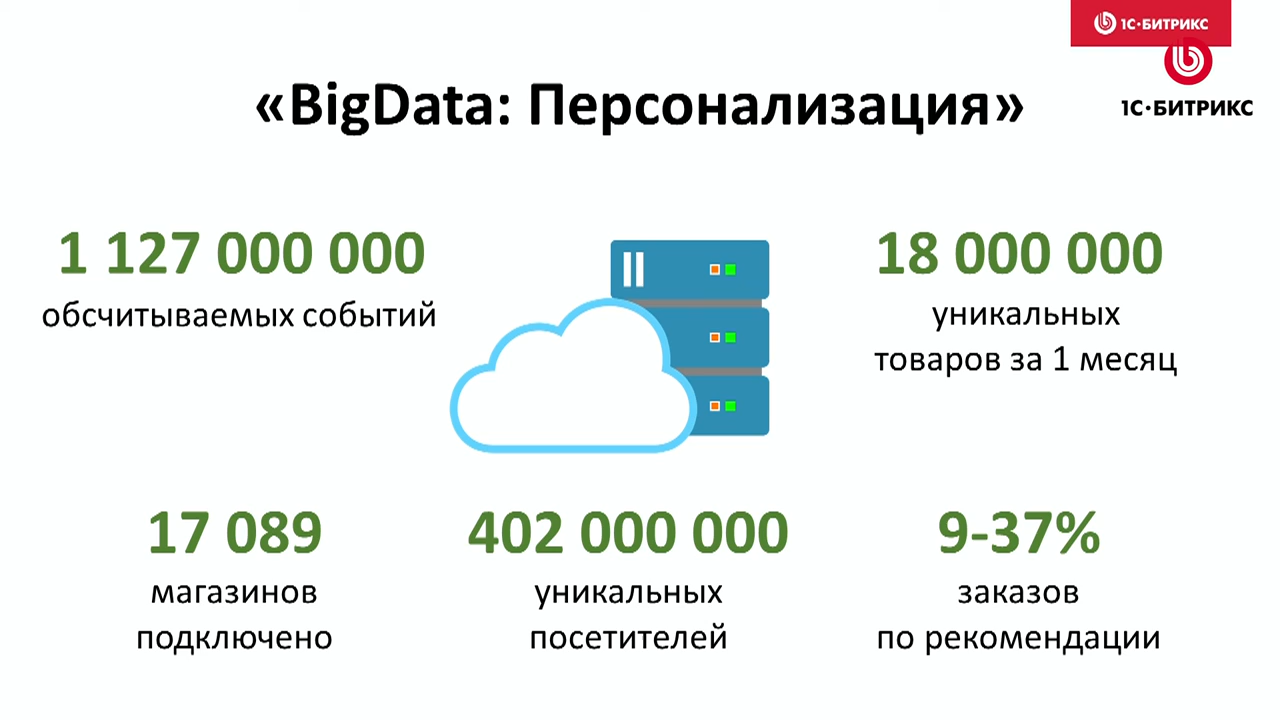 1С·БИТРИКС
1С·БИТРИКС
«BigData: Персонализация»
1 127 000 000
обсчитываемых событий
18 000 000
уникальных
товаров за 1 месяц
17 089
магазинов
подключено
402 000 000
уникальных
посетителей
9-37%
заказов
по рекомендации